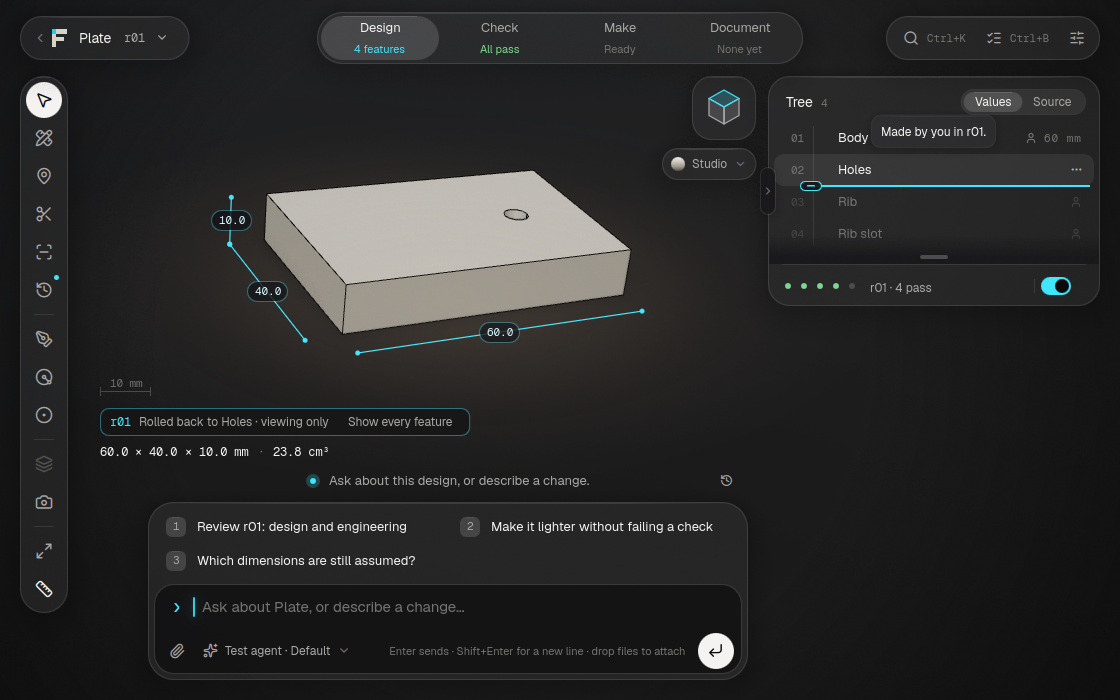 Plate r01
Design
4 features
Check
All pass
Make
Ready
Document
None yet
Ctrl+K
Ctrl+B
Studio
Tree 4
Values
Source
01 Body 60 mm
Made by you in r01.
02 Holes
03 Rib
04 Rib slot
r01 · 4 pass
10.0
40.0
60.0
10 mm
r01 Rolled back to Holes · viewing only Show every feature
60.0 × 40.0 × 10.0 mm · 23.8 cm³
Ask about this design, or describe a change.
1 Review r01: design and engineering
2 Make it lighter without failing a check
3 Which dimensions are still assumed?
Ask about Plate, or describe a change…
Test agent · Default
Enter sends · Shift+Enter for a new line · drop files to attach